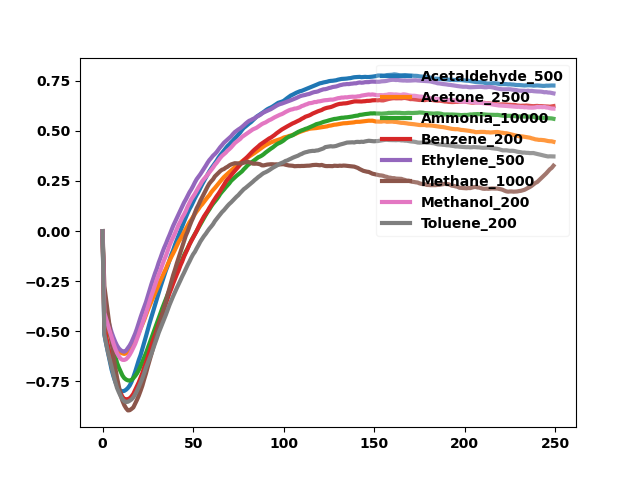 0.75
0.50
0.25
0.00
−0.25
−0.50
−0.75
0
50
100
150
200
250
Acetaldehyde_500
Acetone_2500
Ammonia_10000
Benzene_200
Ethylene_500
Methane_1000
Methanol_200
Toluene_200